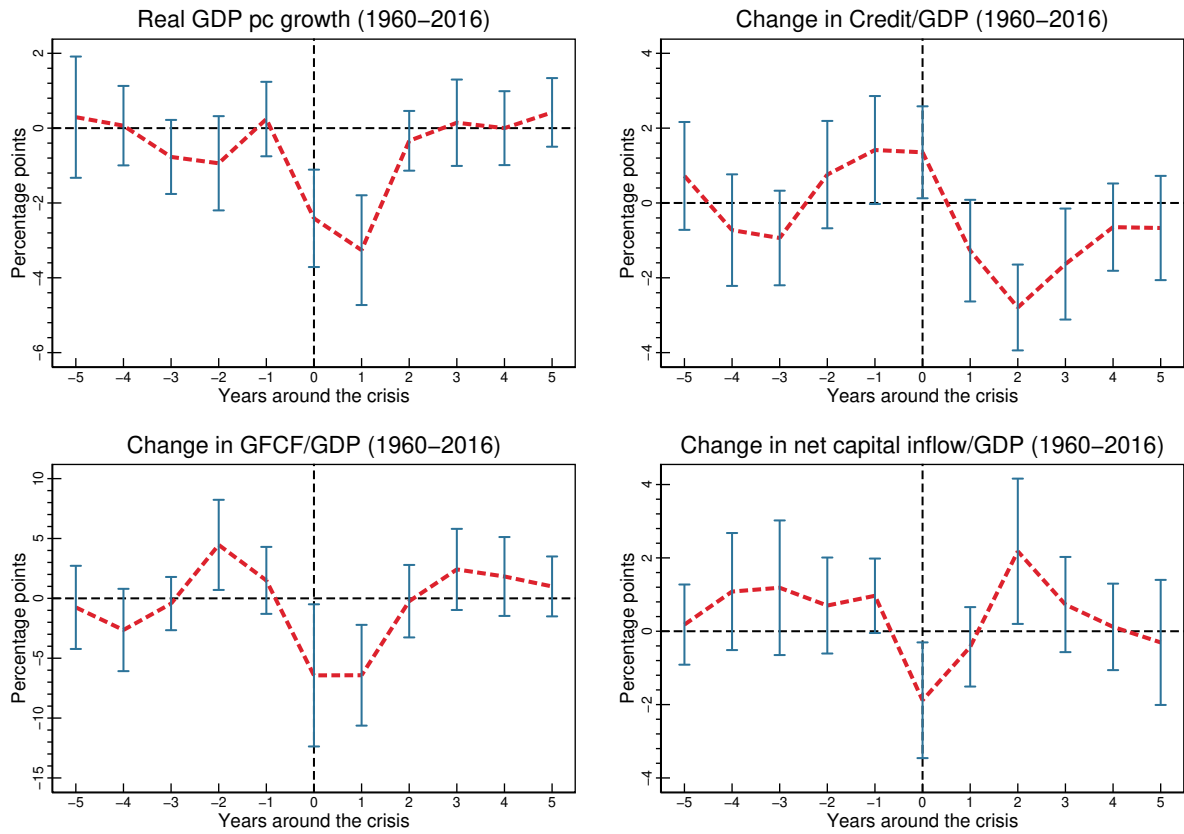 Real GDP pc growth (1960−2016)
Percentage points
2
0
−2
−4
−6
−5 −4 −3 −2 −1 0 1 2 3 4 5
Years around the crisis
Change in Credit/GDP (1960−2016)
Percentage points
4
2
0
−2
−4
−5 −4 −3 −2 −1 0 1 2 3 4 5
Years around the crisis
Change in GFCF/GDP (1960−2016)
Percentage points
10
5
0
−5
−10
−15
−5 −4 −3 −2 −1 0 1 2 3 4 5
Years around the crisis
Change in net capital inflow/GDP (1960−2016)
Percentage points
4
2
0
−2
−4
−5 −4 −3 −2 −1 0 1 2 3 4 5
Years around the crisis